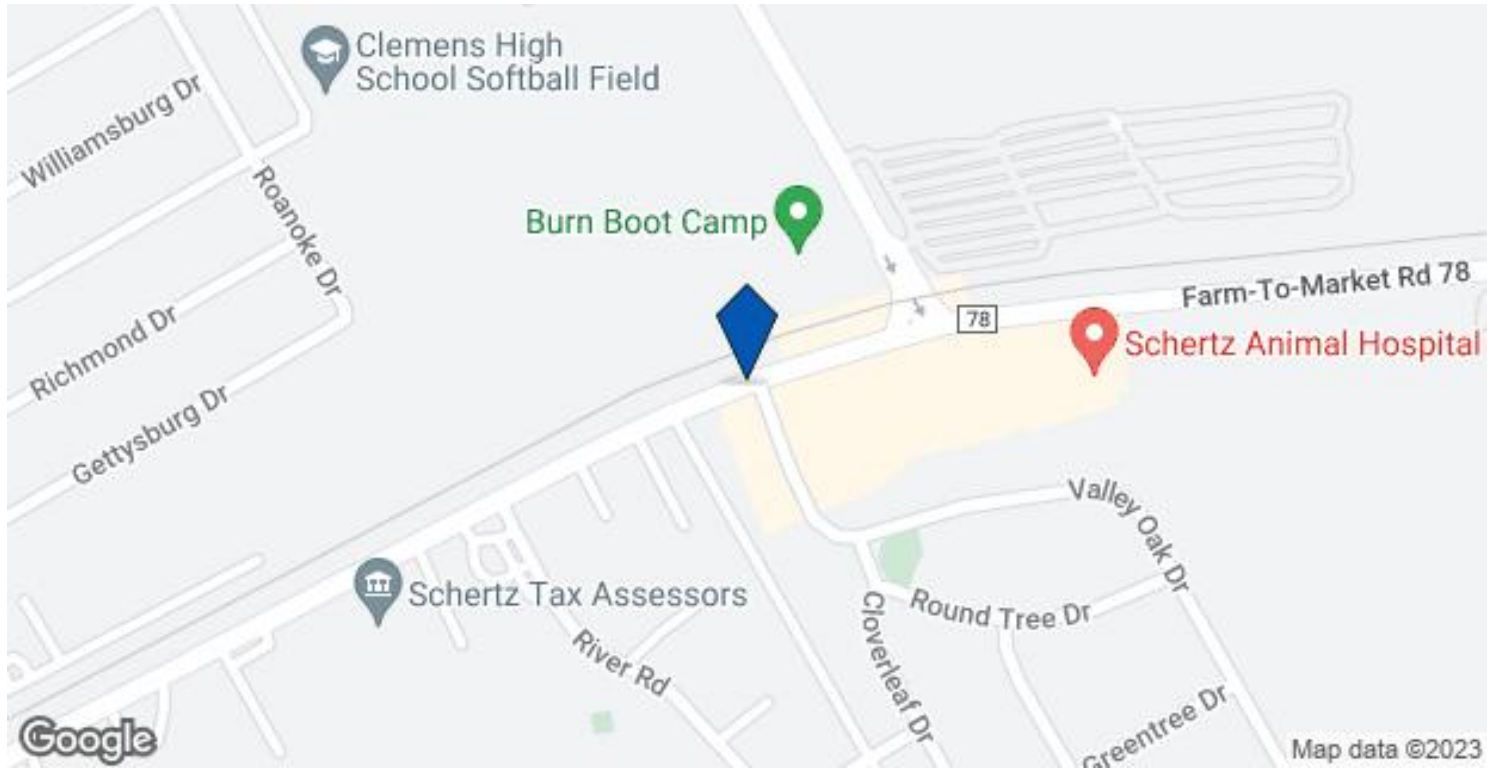 Clemens High
School Softball Field
Williamsburg Dr
Roanoke Dr
Burn Boot Camp
Farm-To-Market Rd 78
78
Richmond Dr
Schertz Animal Hospital
Gettysburg Dr
Valley Oak Dr
Schertz Tax Assessors
Round Tree Dr
River Rd
Cloverleaf Dr
Greentree Dr
Google
Map data ©2023